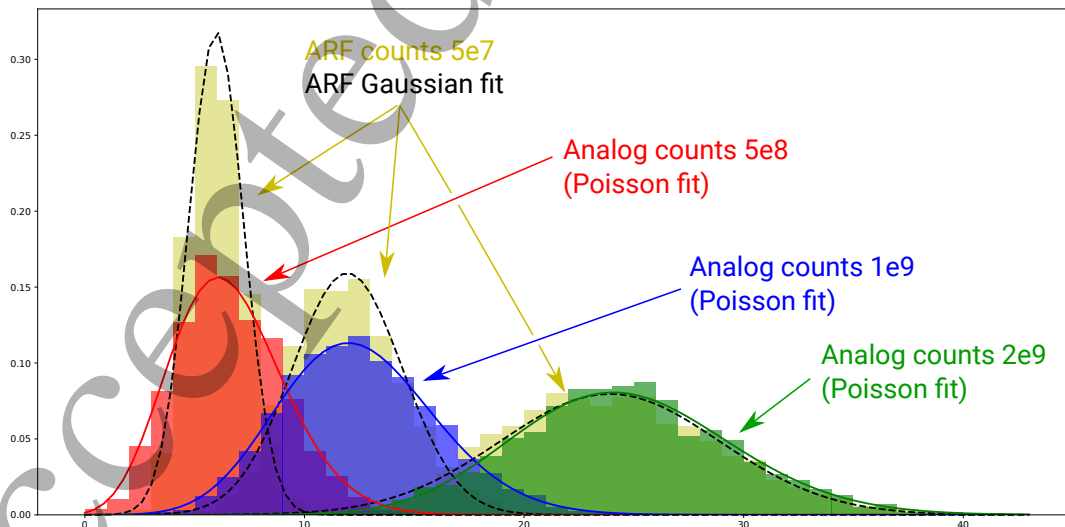 ARF counts 5e7
ARF Gaussian fit
Analog counts 5e8
(Poisson fit)
Analog counts 1e9
(Poisson fit)
Analog counts 2e9
(Poisson fit)
0.30
0.25
0.20
0.15
0.10
0.05
0.00
0
10
20
30
40